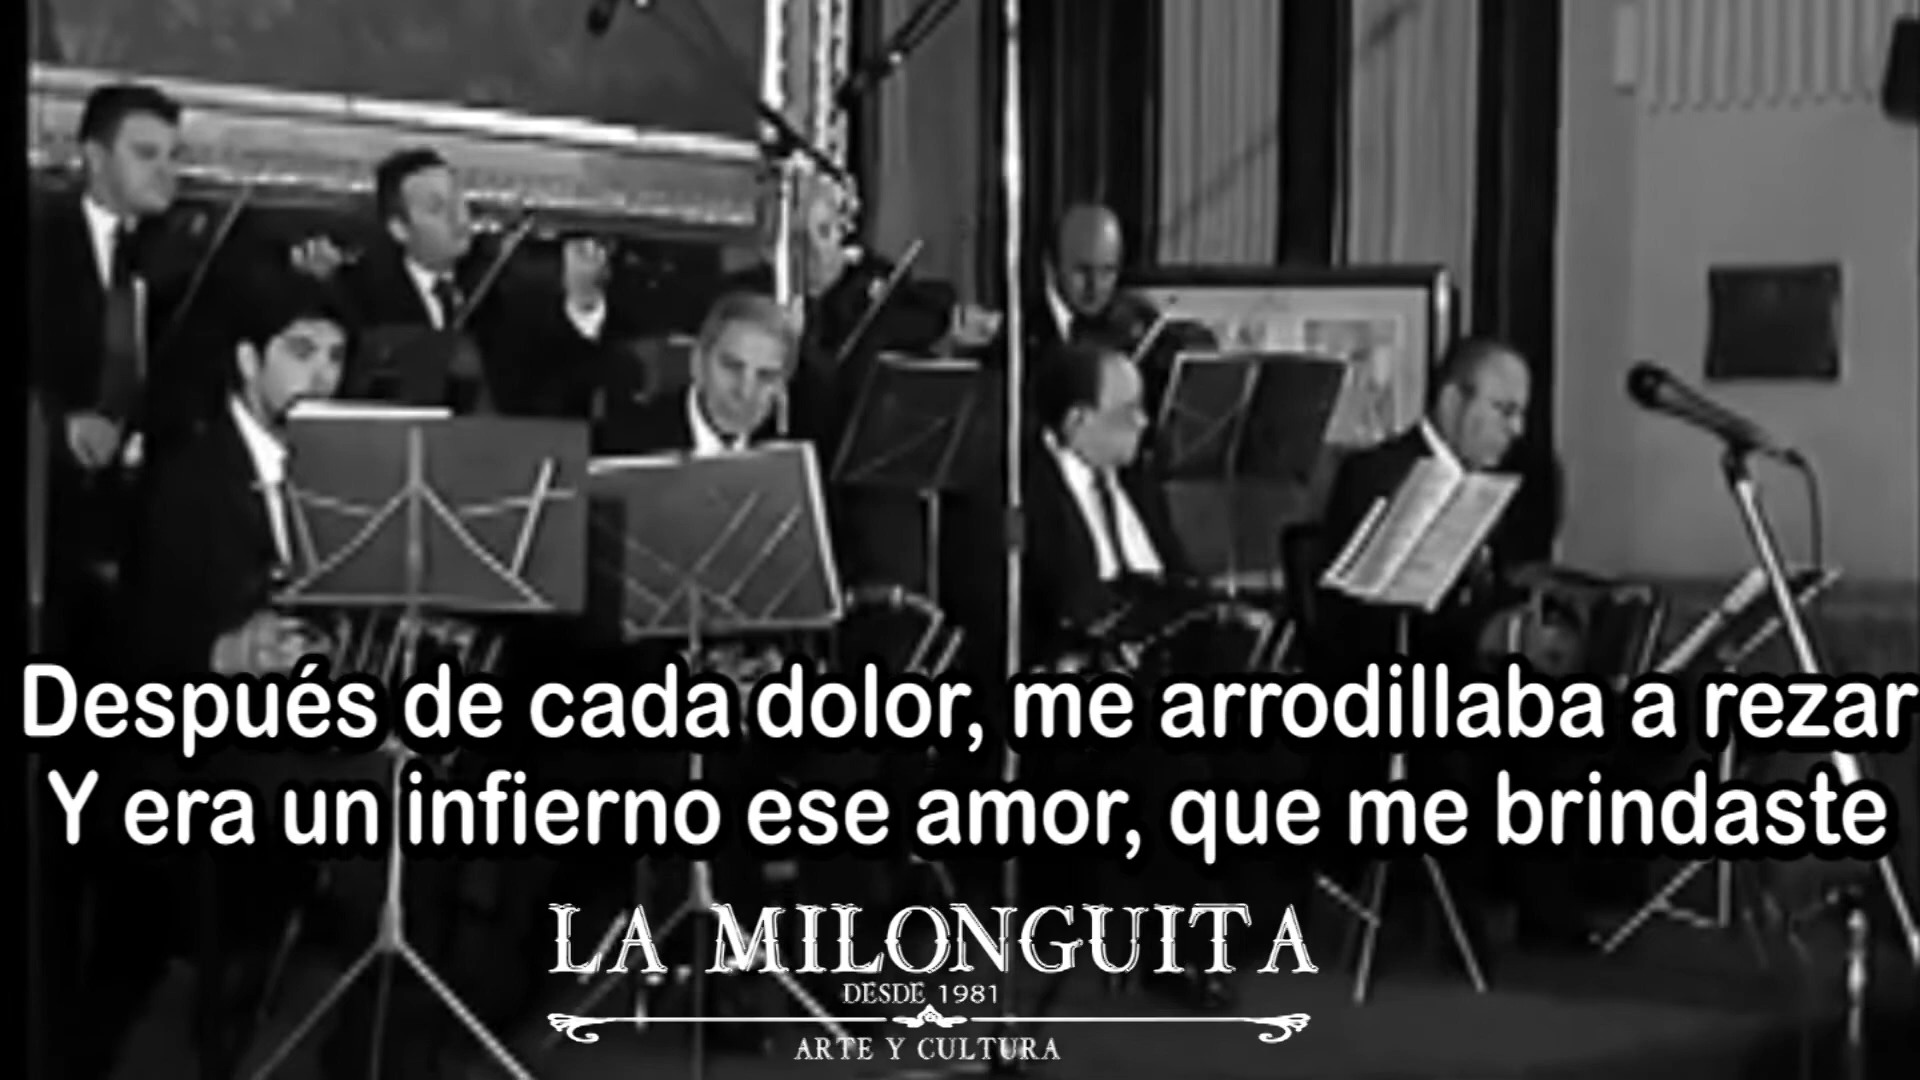 Después de cada dolor, me arrodillaba a rezar
Y era un infierno ese amor, que me brindaste
LA MILONGUITA
DESDE 1981
ARTE Y CULTURA